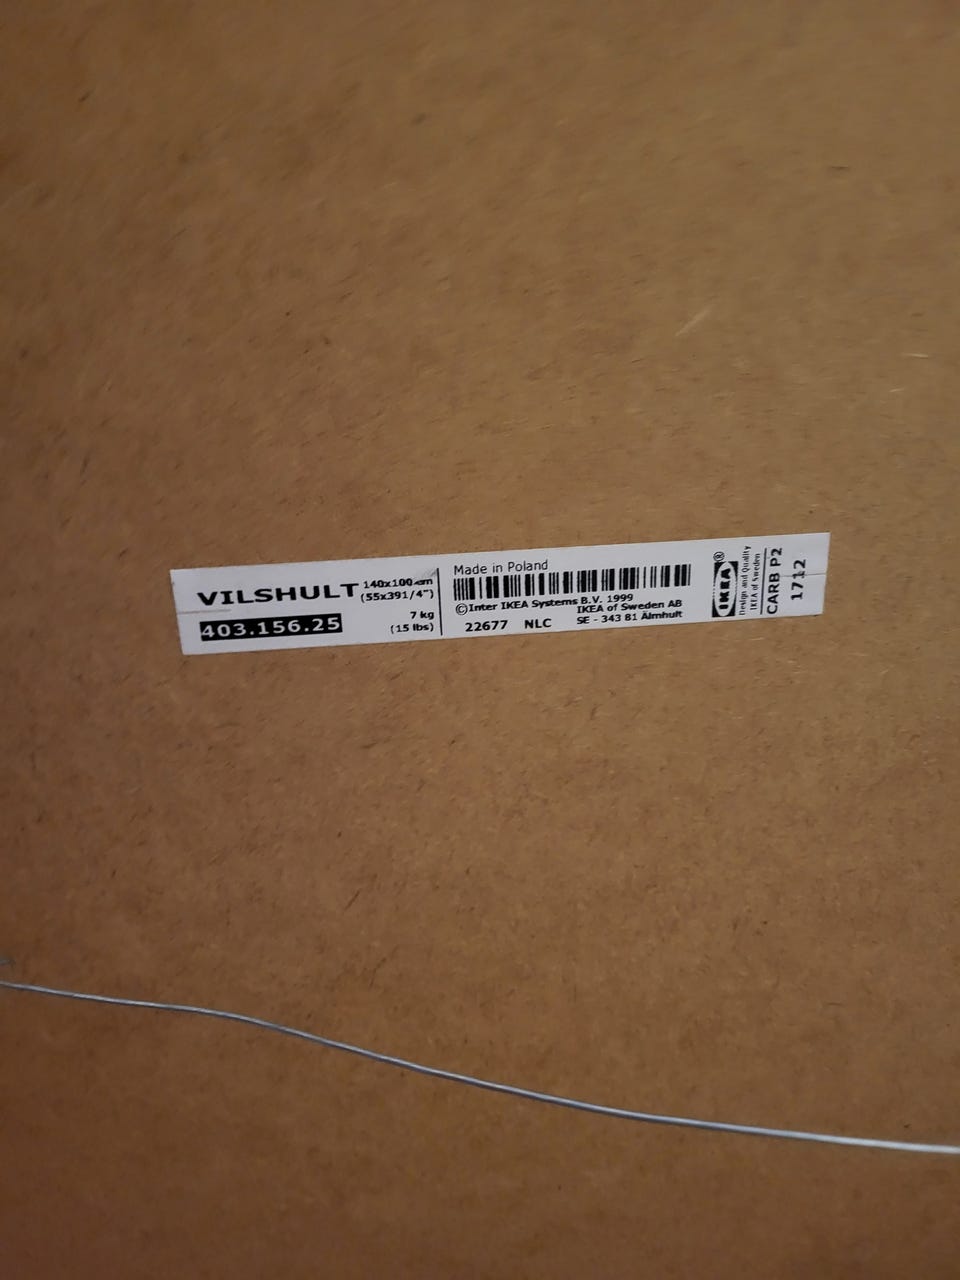 VILSHULT
140x100 cm
(55x391/4")
403.156.25
7 kg
(15 lbs)
Made in Poland
©Inter IKEA Systems B.V. 1999
IKEA of Sweden AB
22677 NLC
SE - 343 81 Älmhult
IKEA®
Design and Quality
IKEA of Sweden
CARB P2
1712